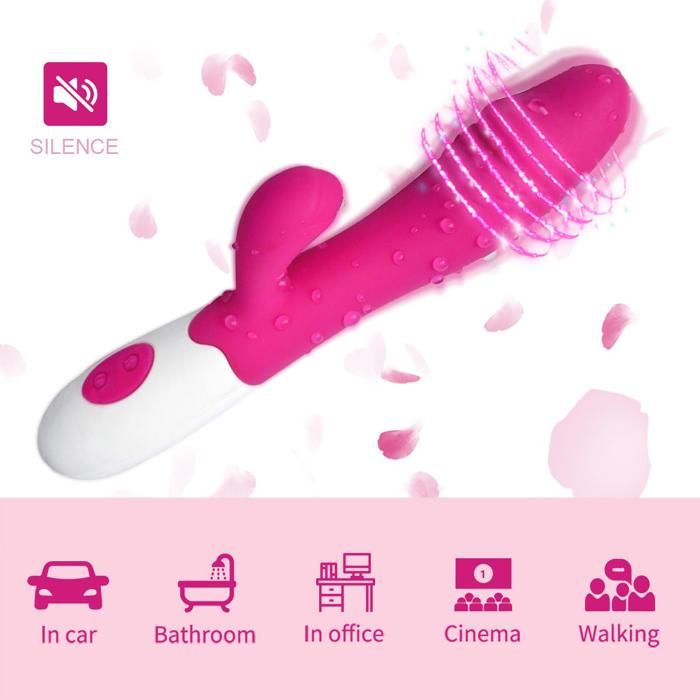 SILENCE
1
In car
Bathroom
In office
Cinema
Walking